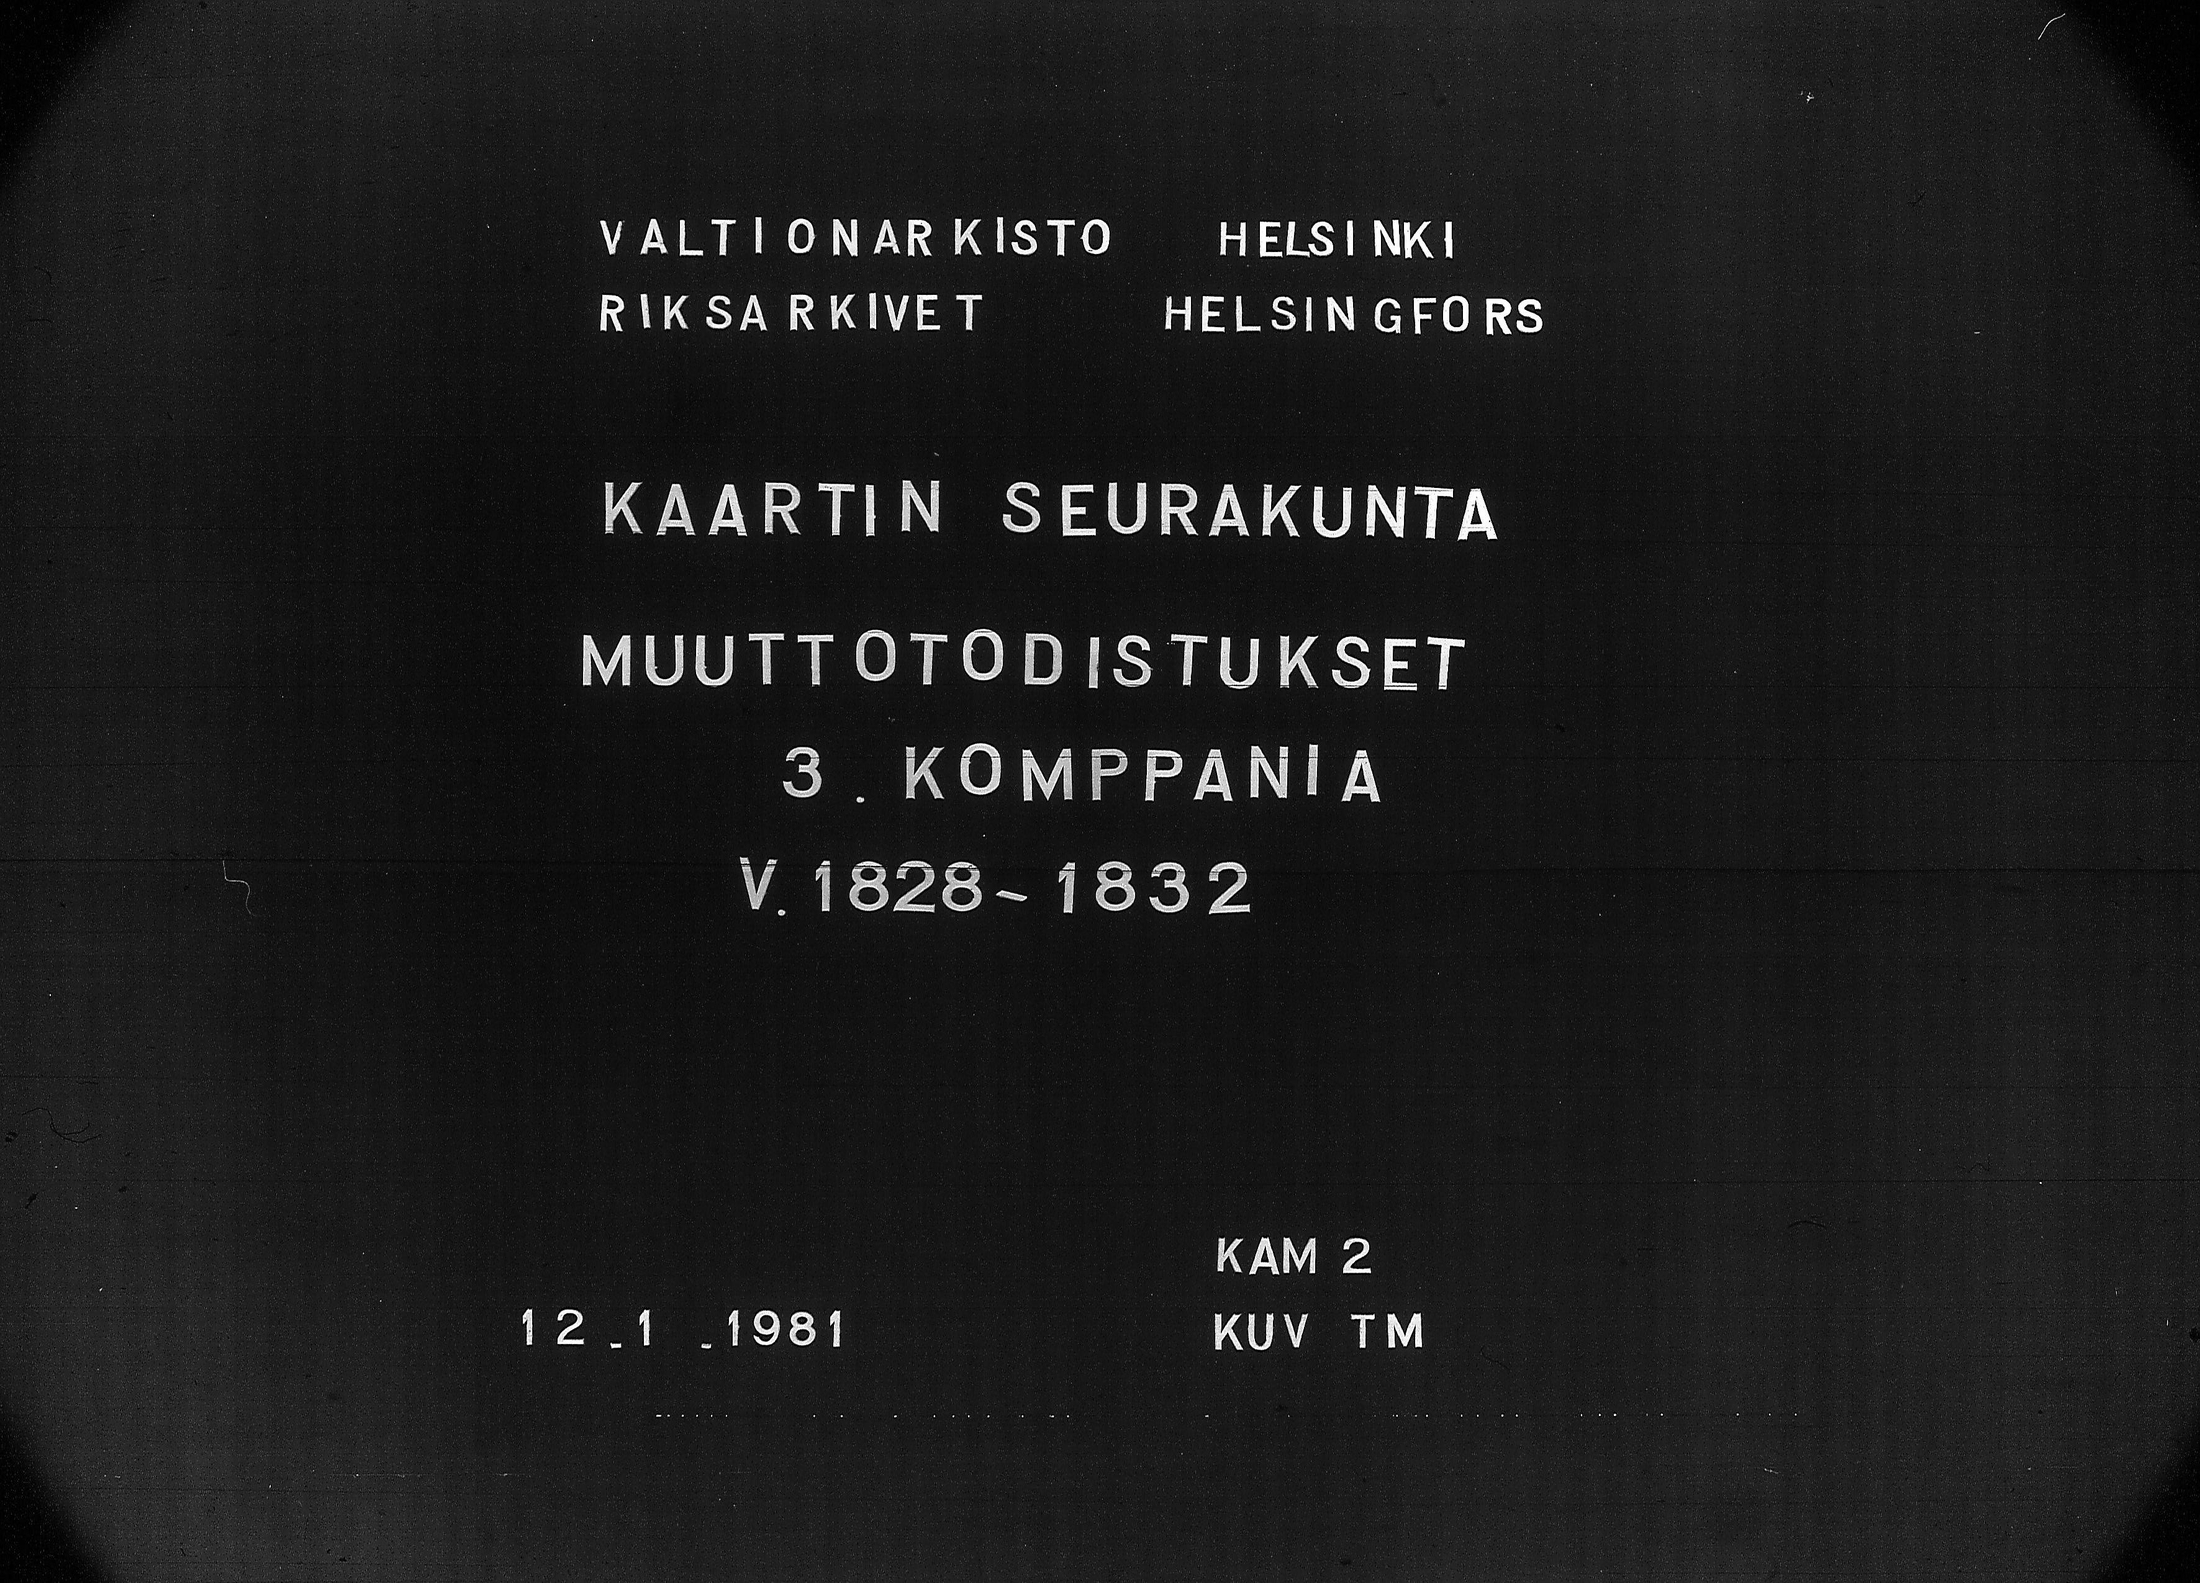 VALTIONARKISTO HELSINKI
RIKSARKIVET HELSINGFORS
KAARTIN SEURAKUNTA
MUUTTOTODISTUKSET
3. KOMPPANIA
V. 1828-1832
KAM 2
12.1.1981 KUV TM